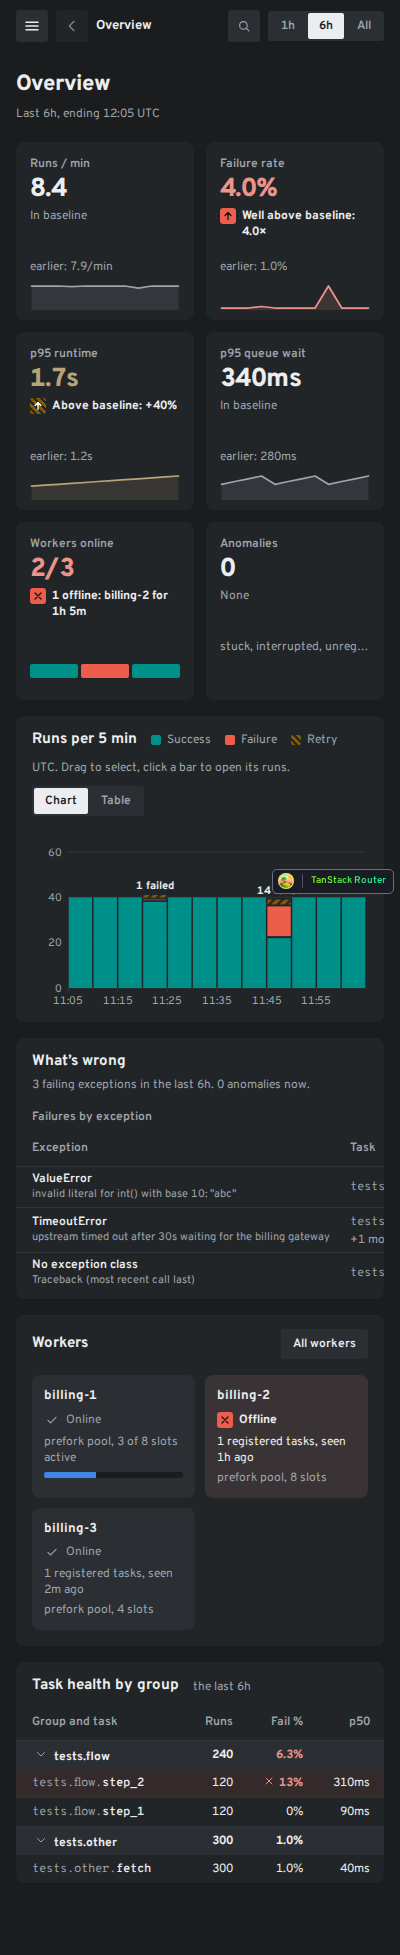 Overview
1h 6h All
Overview
Last 6h, ending 12:05 UTC
Runs / min
8.4
In baseline
earlier: 7.9/min
Failure rate
4.0%
Well above baseline:
4.0×
earlier: 1.0%
p95 runtime
1.7s
Above baseline: +40%
earlier: 1.2s
p95 queue wait
340ms
In baseline
earlier: 280ms
Workers online
2/3
1 offline: billing-2 for
1h 5m
Anomalies
0
None
stuck, interrupted, unreg…
Runs per 5 min Success Failure Retry
UTC. Drag to select, click a bar to open its runs.
Chart Table
60
40
20
0
1 failed
14
TanStack Router
11:05 11:15 11:25 11:35 11:45 11:55
What's wrong
3 failing exceptions in the last 6h. 0 anomalies now.
Failures by exception
Exception Task
ValueError
invalid literal for int() with base 10: "abc"
tests
TimeoutError
upstream timed out after 30s waiting for the billing gateway
tests
+1 mo
No exception class
Traceback (most recent call last)
tests
Workers
All workers
billing-1
Online
prefork pool, 3 of 8 slots
active
billing-2
Offline
1 registered tasks, seen
1h ago
prefork pool, 8 slots
billing-3
Online
1 registered tasks, seen
2m ago
prefork pool, 4 slots
Task health by group the last 6h
Group and task Runs Fail % p50
tests.flow 240 6.3%
tests.flow.step_2 120 13% 310ms
tests.flow.step_1 120 0% 90ms
tests.other 300 1.0%
tests.other.fetch 300 1.0% 40ms